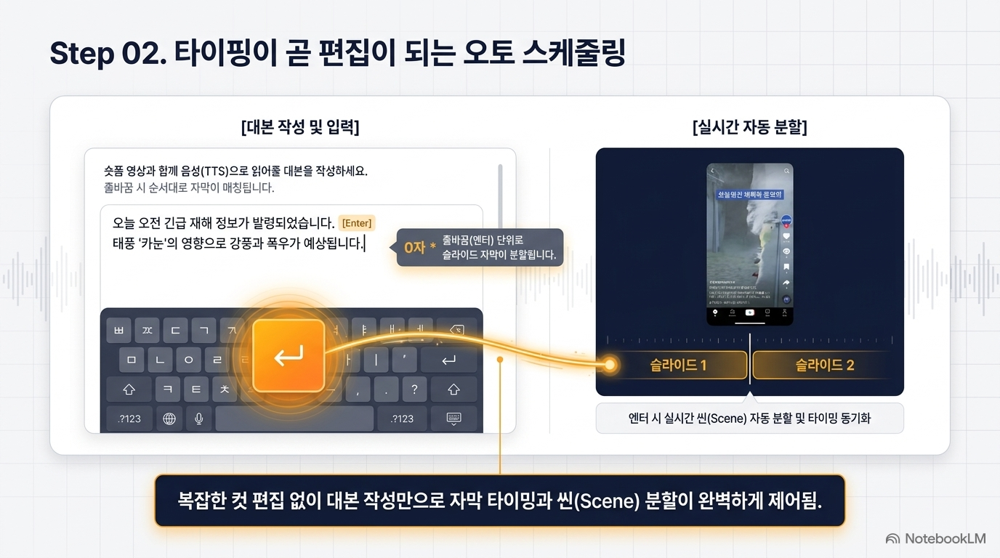 Step 02. 타이핑이 곧 편집이 되는 오토 스케줄링
[대본 작성 및 입력]
숏폼 영상과 함께 음성(TTS)으로 읽어줄 대본을 작성하세요.
줄바꿈 시 순서대로 자막이 매칭됩니다.
오늘 오전 긴급 재해 정보가 발령되었습니다. [Enter]
태풍 '카눈'의 영향으로 강풍과 폭우가 예상됩니다.
0자 *
줄바꿈(엔터) 단위로
슬라이드 자막이 분할됩니다.
ㅃ ㅉ ㄷ ㄱ ㅑ ㅐ ㅔ
ㅁ ㄴ ㅇ ㄹ ㅏ ㅣ '
ㅋ ㅌ ㅊ ㅡ , . ?
.?123 .?123
[실시간 자동 분할]
슬라이드 1
슬라이드 2
엔터 시 실시간 씬(Scene) 자동 분할 및 타이밍 동기화
복잡한 컷 편집 없이 대본 작성만으로 자막 타이밍과 씬(Scene) 분할이 완벽하게 제어됨.
NotebookLM